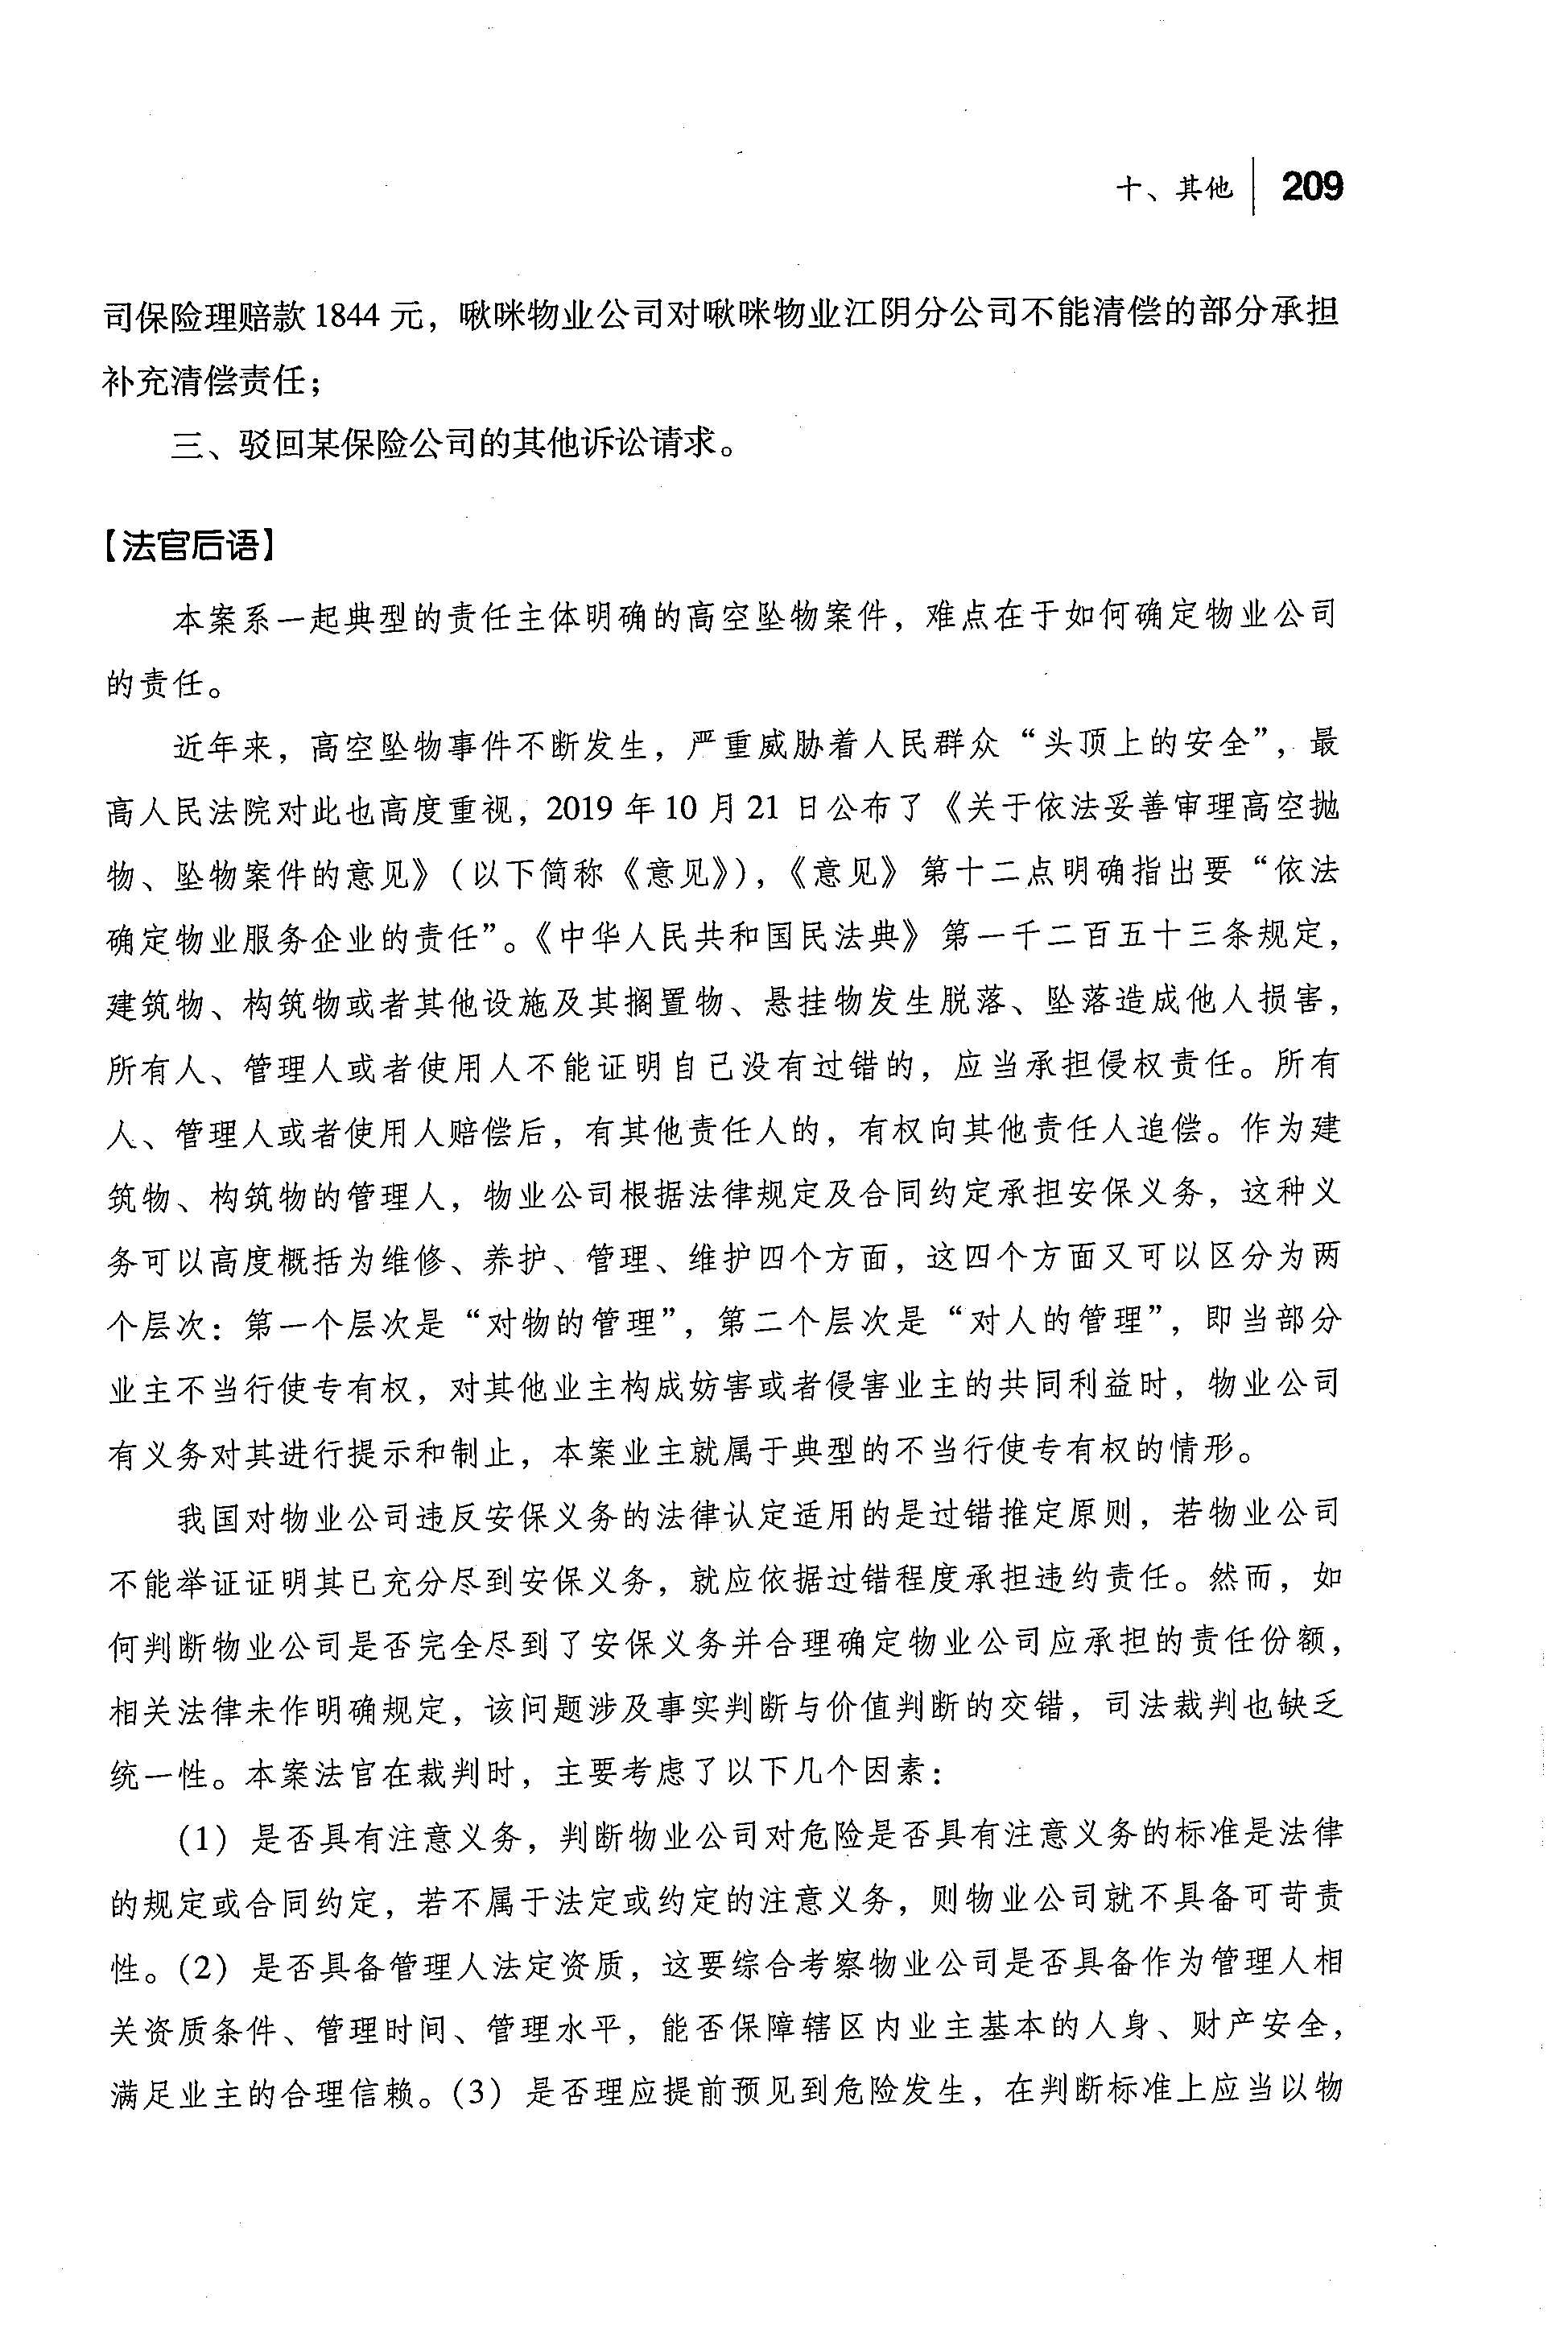 十、其他 209
司保险理赔款1844元，啾咪物业公司对啾咪物业江阴分公司不能清偿的部分承担
补充清偿责任；
三、驳回某保险公司的其他诉讼请求。
【法官后语】
本案系一起典型的责任主体明确的高空坠物案件，难点在于如何确定物业公司
的责任。
近年来，高空坠物事件不断发生，严重威胁着人民群众“头顶上的安全”，最
高人民法院对此也高度重视，2019年10月21日公布了《关于依法妥善审理高空抛
物、坠物案件的意见》(以下简称《意见》)，《意见》第十二点明确指出要“依法
确定物业服务企业的责任”。《中华人民共和国民法典》第一千二百五十三条规定，
建筑物、构筑物或者其他设施及其搁置物、悬挂物发生脱落、坠落造成他人损害，
所有人、管理人或者使用人不能证明自己没有过错的，应当承担侵权责任。所有
人、管理人或者使用人赔偿后，有其他责任人的，有权向其他责任人追偿。作为建
筑物、构筑物的管理人，物业公司根据法律规定及合同约定承担安保义务，这种义
务可以高度概括为维修、养护、管理、维护四个方面，这四个方面又可以区分为两
个层次：第一个层次是“对物的管理”，第二个层次是“对人的管理”，即当部分
业主不当行使专有权，对其他业主构成妨害或者侵害业主的共同利益时，物业公司
有义务对其进行提示和制止，本案业主就属于典型的不当行使专有权的情形。
我国对物业公司违反安保义务的法律认定适用的是过错推定原则，若物业公司
不能举证证明其已充分尽到安保义务，就应依据过错程度承担违约责任。然而，如
何判断物业公司是否完全尽到了安保义务并合理确定物业公司应承担的责任份额，
相关法律未作明确规定，该问题涉及事实判断与价值判断的交错，司法裁判也缺乏
统一性。本案法官在裁判时，主要考虑了以下几个因素：
(1) 是否具有注意义务，判断物业公司对危险是否具有注意义务的标准是法律
的规定或合同约定，若不属于法定或约定的注意义务，则物业公司就不具备可苛责
性。(2) 是否具备管理人法定资质，这要综合考察物业公司是否具备作为管理人相
关资质条件、管理时间、管理水平，能否保障辖区内业主基本的人身、财产安全，
满足业主的合理信赖。(3) 是否理应提前预见到危险发生，在判断标准上应当以物